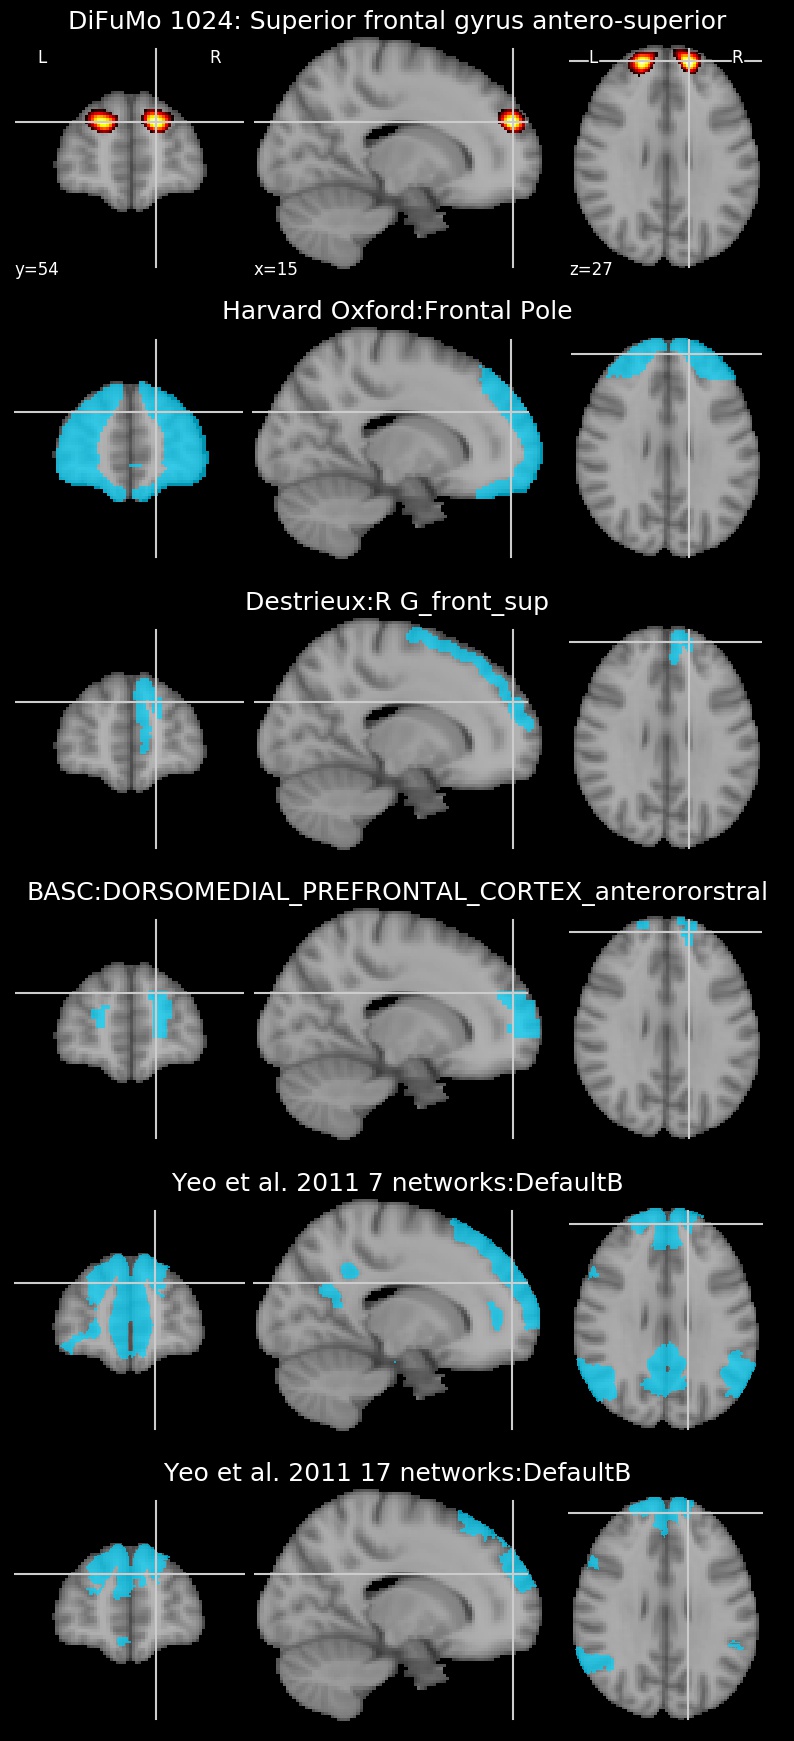 DiFuMo 1024: Superior frontal gyrus antero-superior
L R L R
y=54 x=15 z=27
Harvard Oxford:Frontal Pole
Destrieux:R G_front_sup
BASC:DORSOMEDIAL_PREFRONTAL_CORTEX_anterororstral
Yeo et al. 2011 7 networks:DefaultB
Yeo et al. 2011 17 networks:DefaultB